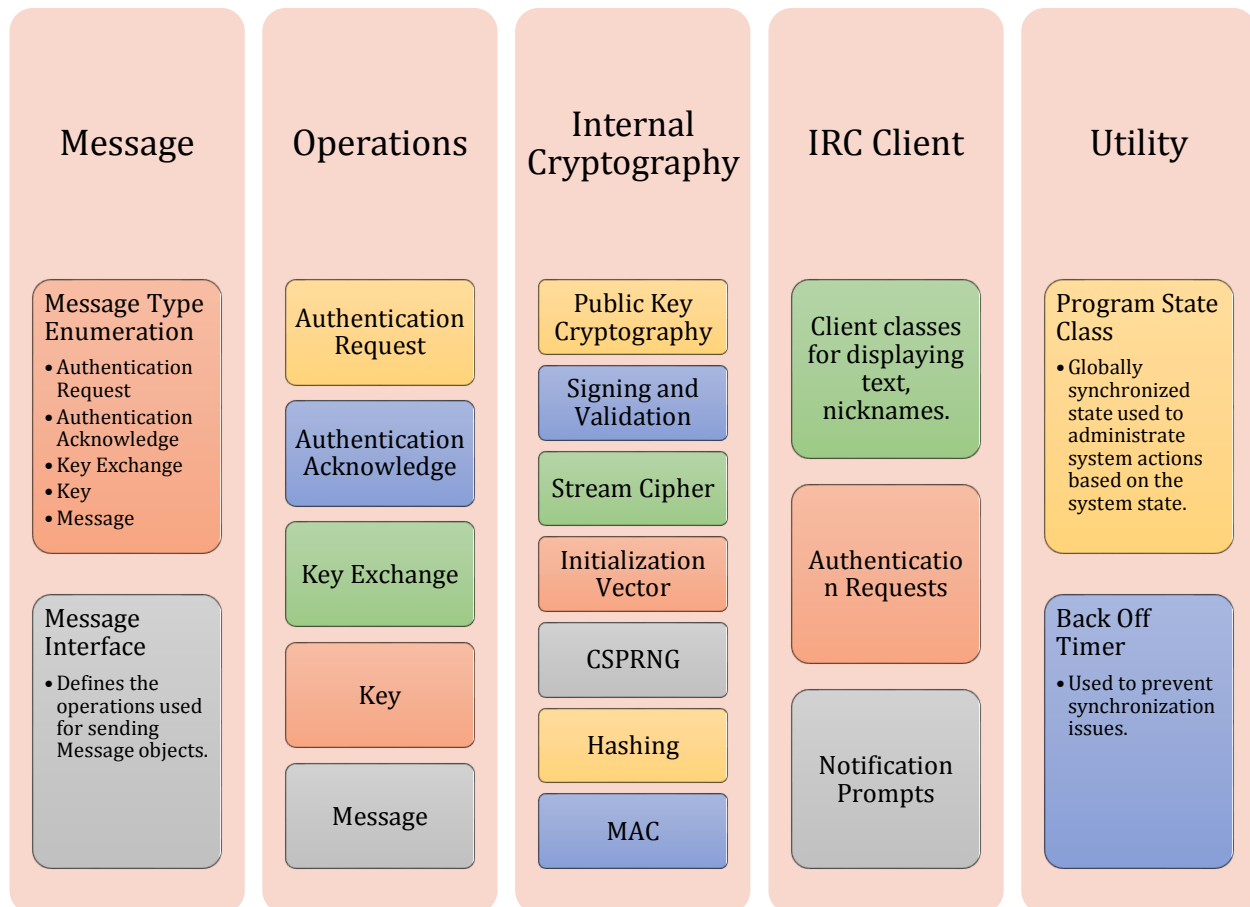 Message
Message Type
Enumeration
• Authentication
Request
• Authentication
Acknowledge
• Key Exchange
• Key
• Message
Message
Interface
• Defines the
operations used
for sending
Message objects.
Operations
Authentication
Request
Authentication
Acknowledge
Key Exchange
Key
Message
Internal
Cryptography
Public Key
Cryptography
Signing and
Validation
Stream Cipher
Initialization
Vector
CSPRNG
Hashing
MAC
IRC Client
Client classes
for displaying
text,
nicknames.
Authenticatio
n Requests
Notification
Prompts
Utility
Program State
Class
• Globally
synchronized
state used to
administrate
system actions
based on the
system state.
Back Off
Timer
• Used to prevent
synchronization
issues.